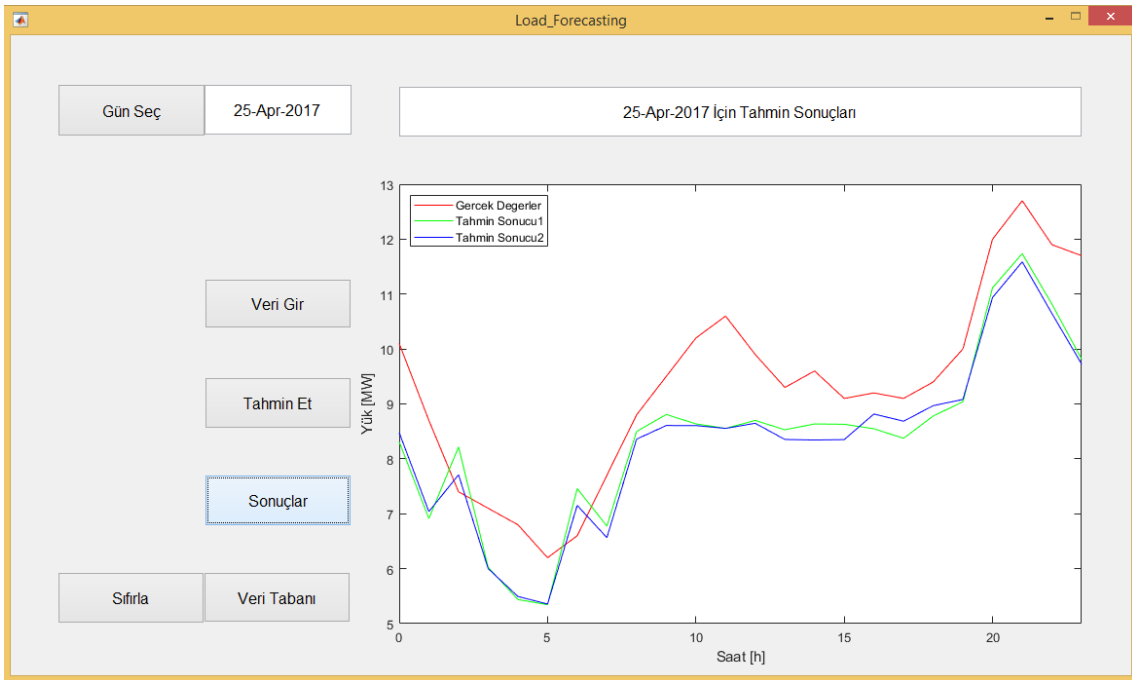 Load_Forecasting
Gün Seç
25-Apr-2017
25-Apr-2017 İçin Tahmin Sonuçları
Veri Gir
Tahmin Et
Sonuçlar
Sıfırla
Veri Tabanı
Gercek Degerler
Tahmin Sonucu1
Tahmin Sonucu2
Yük [MW]
13
12
11
10
9
8
7
6
5
0
5
10
15
20
Saat [h]